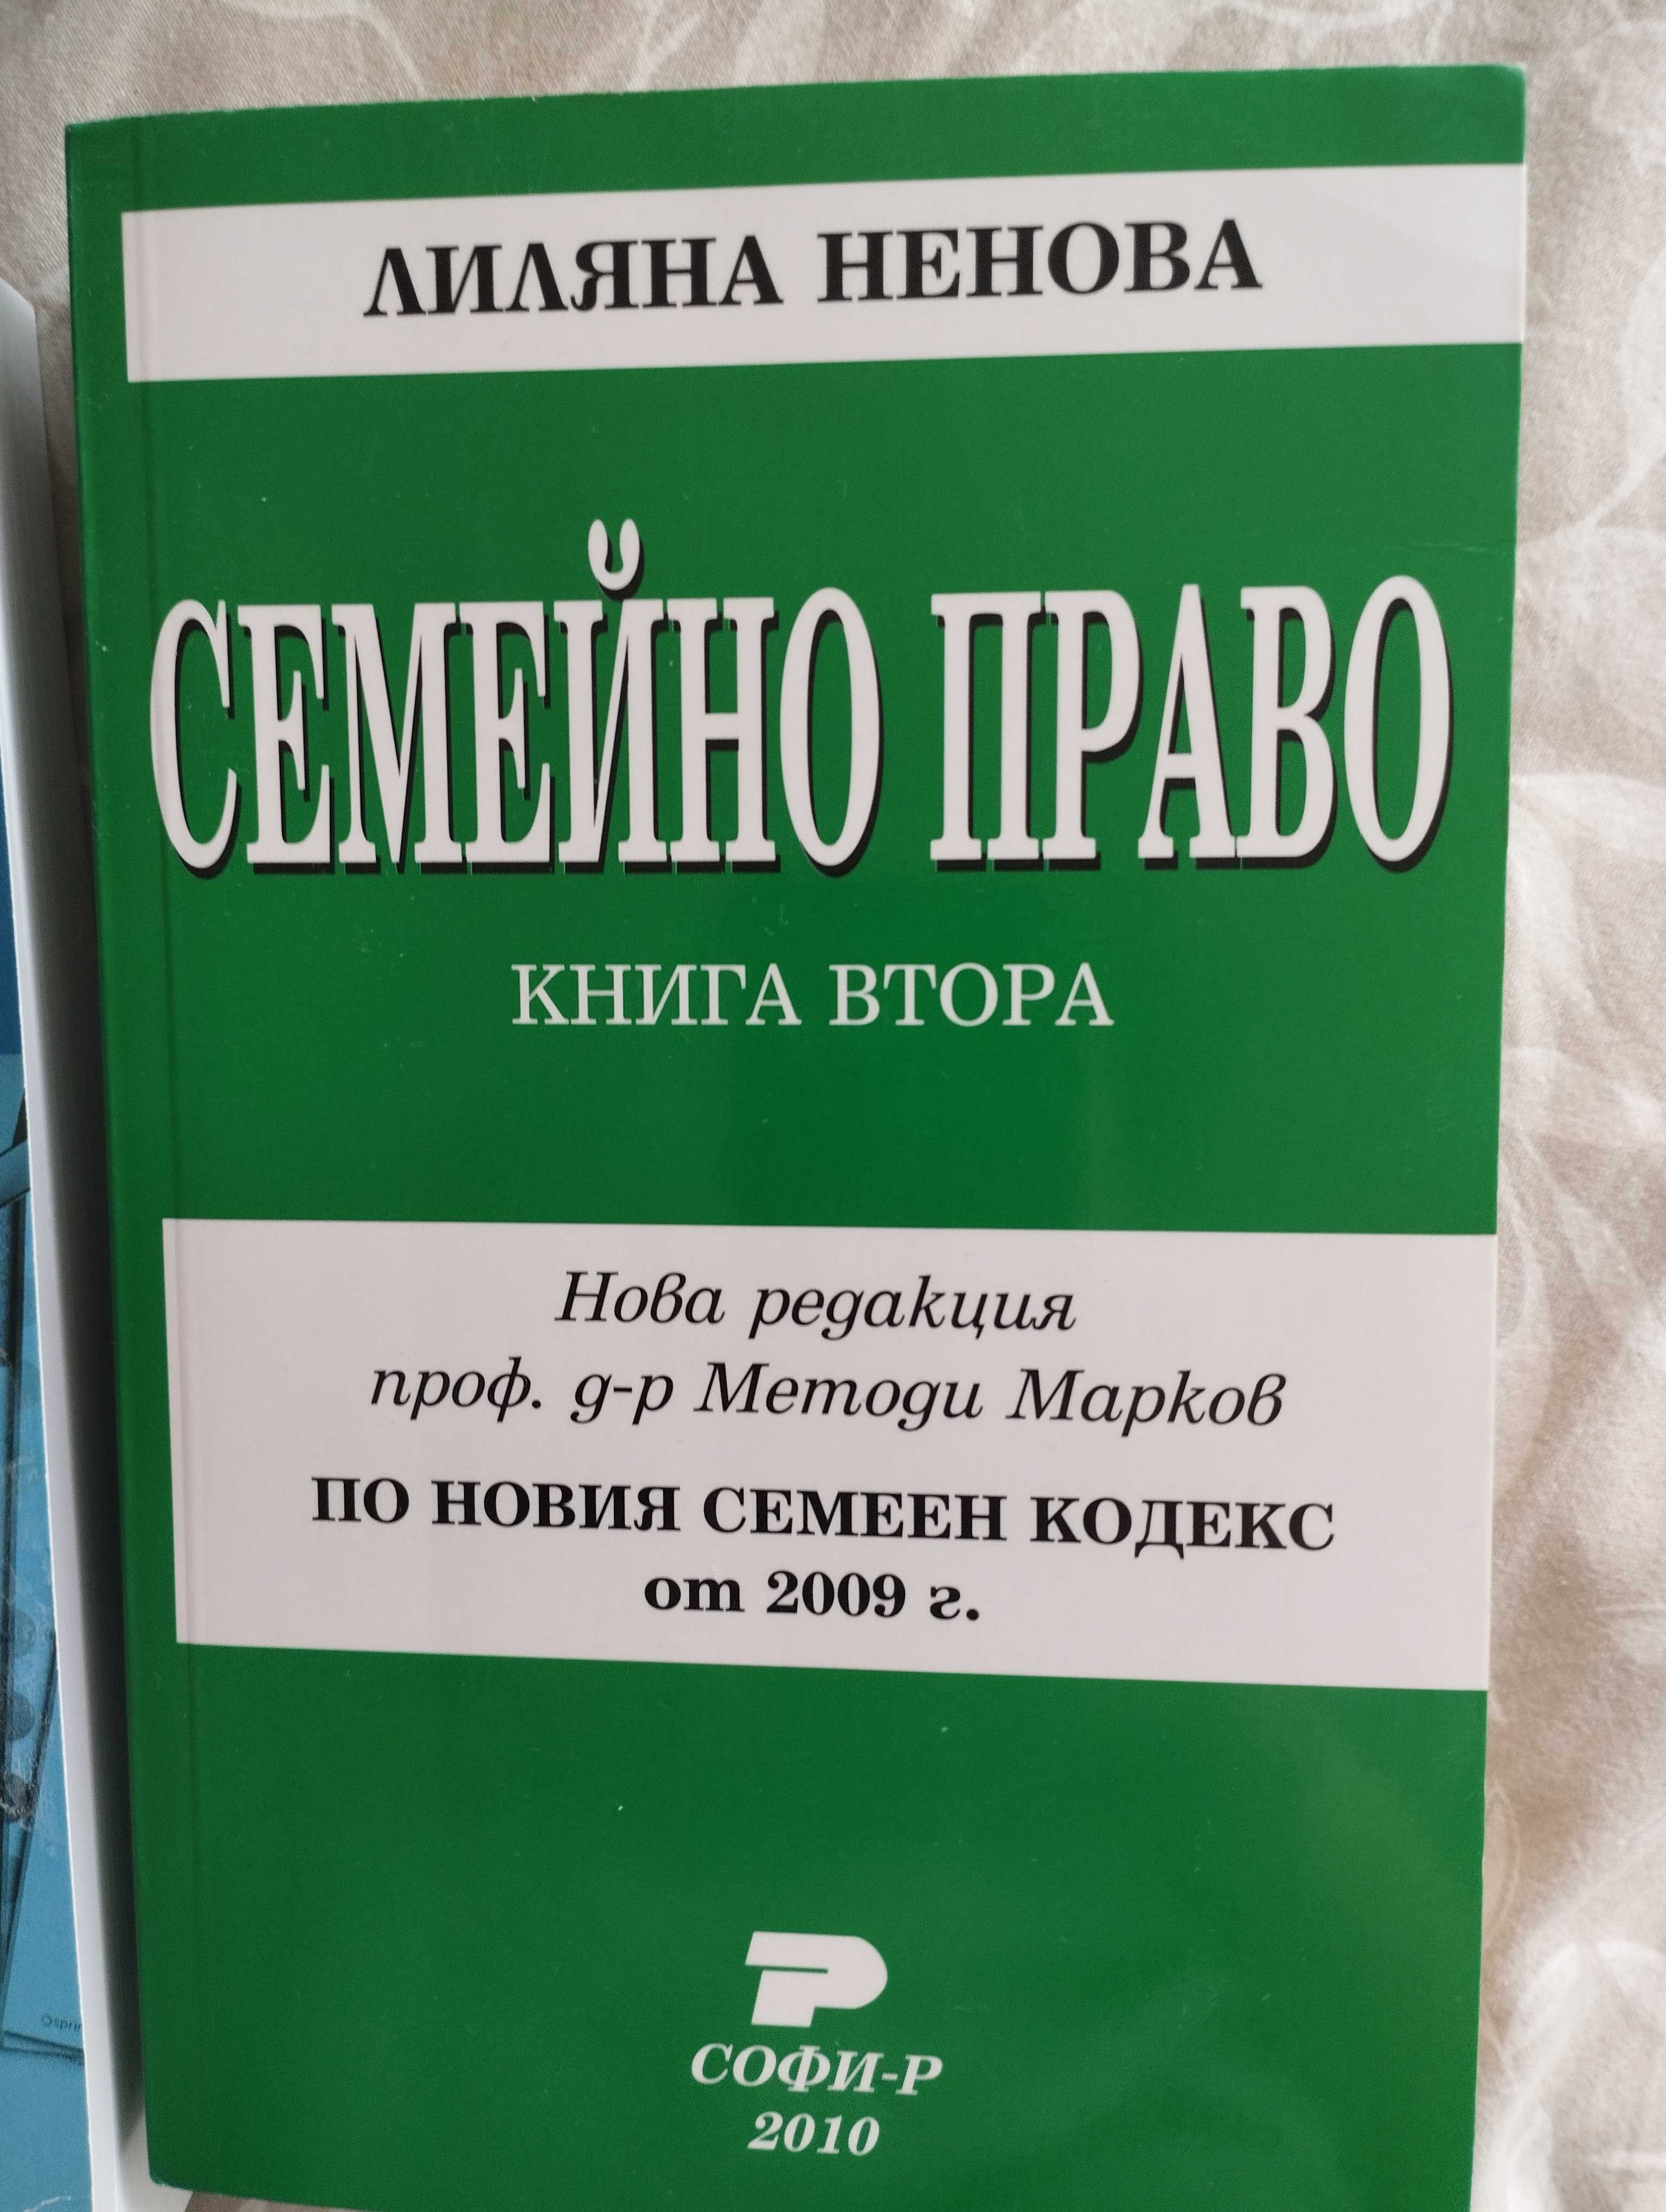 ЛИЛЯНА НЕНОВА
СЕМЕЙНО ПРАВО
КНИГА ВТОРА
Нова редакция
проф. д-р Методи Марков
ПО НОВИЯ СЕМЕЕН КОДЕКС
от 2009 г.
СОФИ-Р
2010